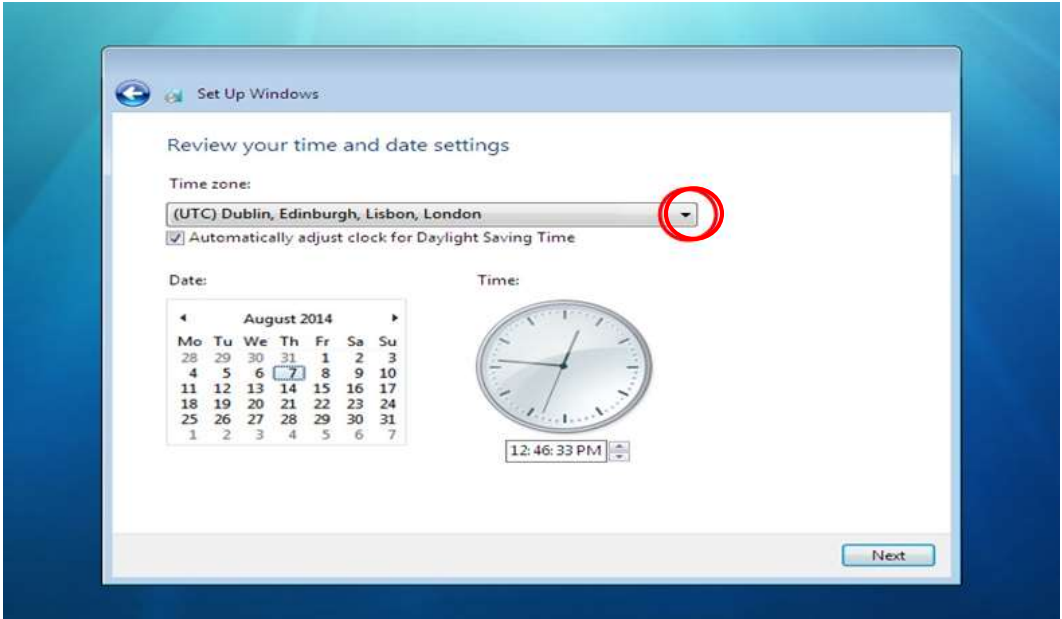 Set Up Windows
Review your time and date settings
Time zone:
(UTC) Dublin, Edinburgh, Lisbon, London
Automatically adjust clock for Daylight Saving Time
Date:
August 2014
Mo Tu We Th Fr Sa Su
28 29 30 31 1 2 3
4 5 6 7 8 9 10
11 12 13 14 15 16 17
18 19 20 21 22 23 24
25 26 27 28 29 30 31
1 2 3 4 5 6 7
Time:
12:46:33 PM
Next